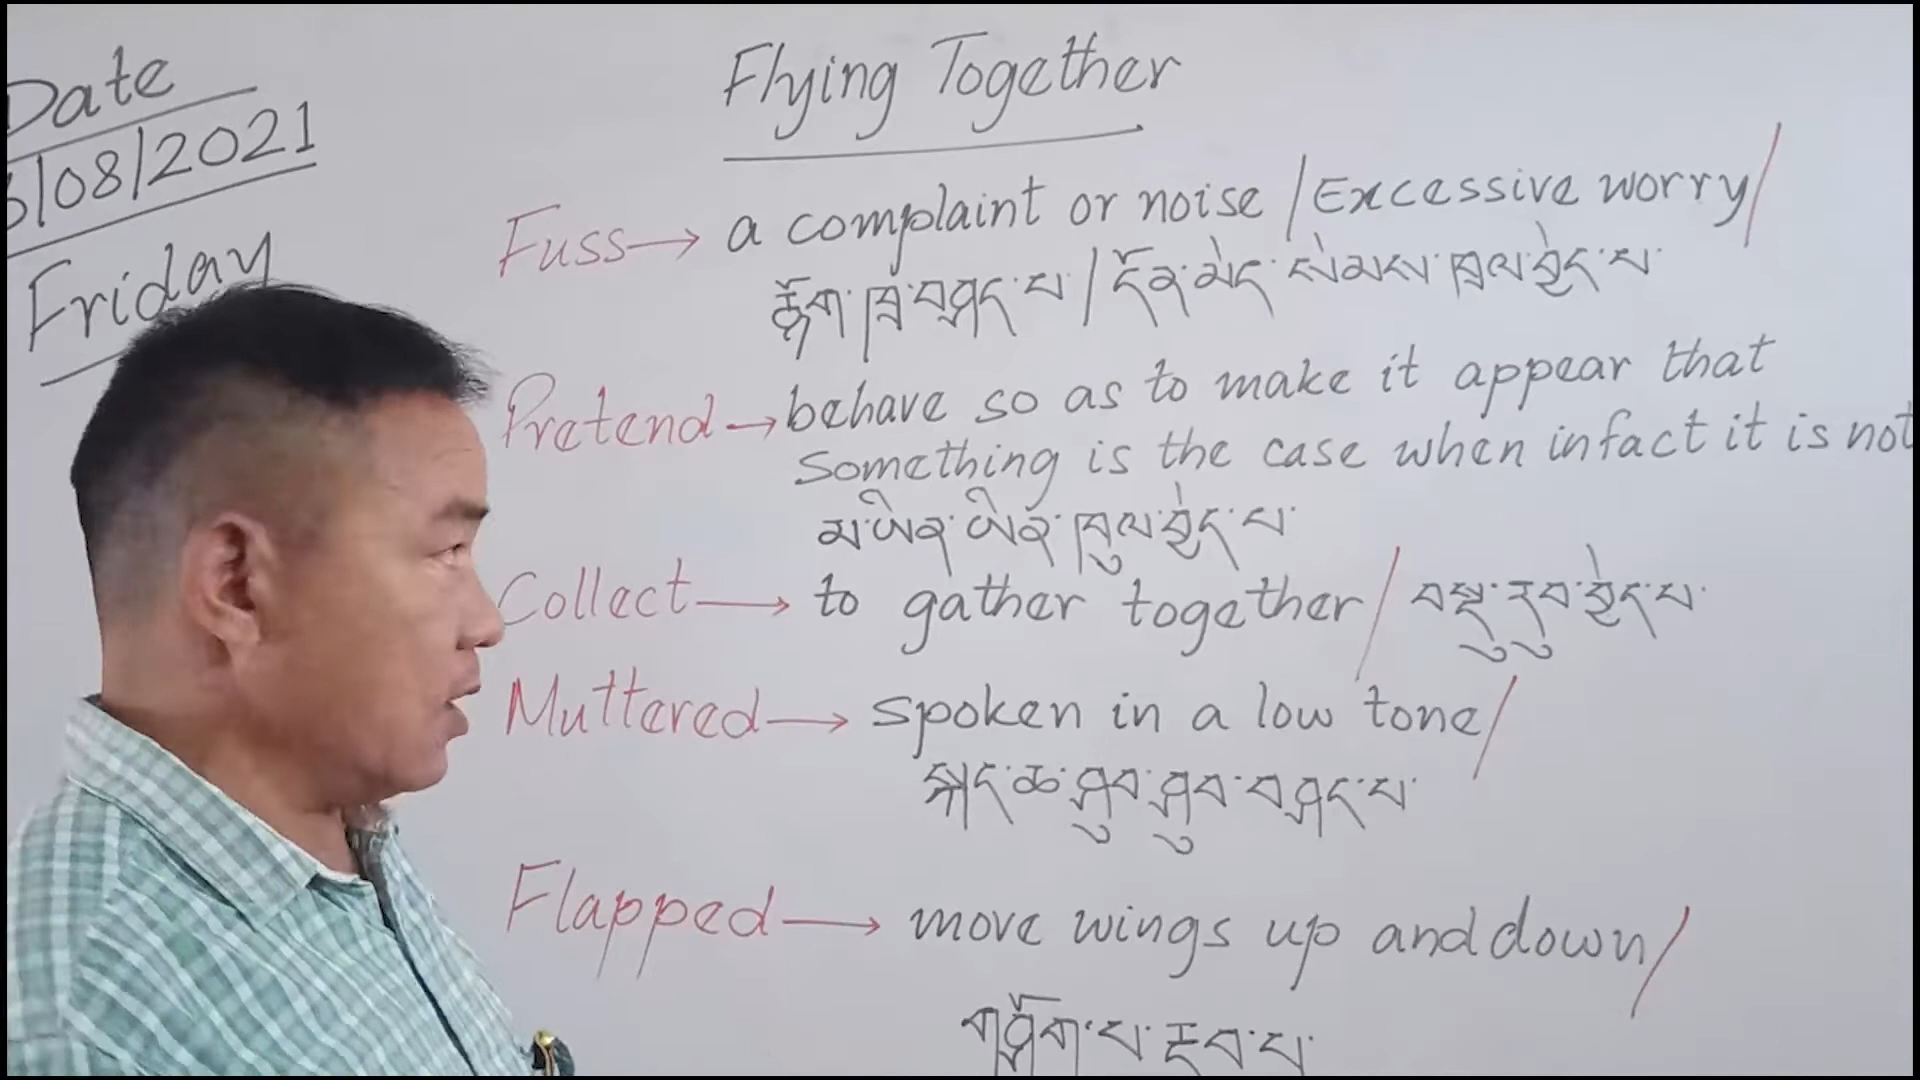 Date
6/08/2021
Friday
Flying Together
Fuss → a complaint or noise / Excessive worry /
རྙོག་ཁྲ་བཤད་པ / དོན་མེད་སེམས་ཁྲལ་བྱེད་པ་
Pretend → behave so as to make it appear that
Something is the case when infact it is not
མ་ཡིན་ཡིན་ཁུལ་བྱེད་པ་
Collect → to gather together / བསྡུ་རུབ་བྱེད་པ་
Muttered → spoken in a low tone /
སྐད་ཆ་ཤུབ་ཤུབ་བཤད་པ་
Flapped → move wings up and down /
གཤོག་པ་རྡབ་པ་